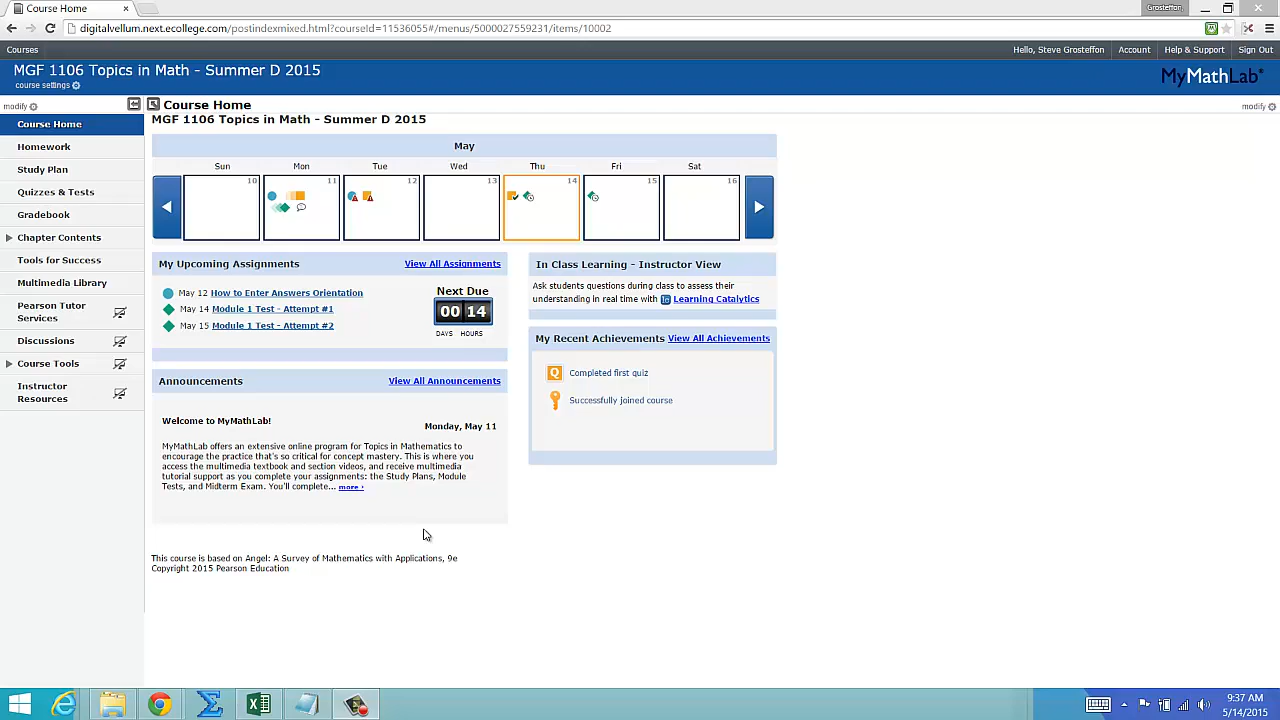 Course Home
Grosteffon
digitalvellum.next.ecollege.com/postindexmixed.html?courseId=11536055#/menus/5000027559231/items/10002
Courses
Hello, Steve Grosteffon
Account
Help & Support
Sign Out
MGF 1106 Topics in Math - Summer D 2015
course settings
MyMathLab®
modify
Course Home
modify
Course Home
Homework
Study Plan
Quizzes & Tests
Gradebook
Chapter Contents
Tools for Success
Multimedia Library
Pearson Tutor
Services
Discussions
Course Tools
Instructor
Resources
MGF 1106 Topics in Math - Summer D 2015
May
Sun Mon Tue Wed Thu Fri Sat
10 11 12 13 14 15 16
My Upcoming Assignments View All Assignments
May 12 How to Enter Answers Orientation
May 14 Module 1 Test - Attempt #1
May 15 Module 1 Test - Attempt #2
Next Due
00 14
DAYS HOURS
In Class Learning - Instructor View
Ask students questions during class to assess their
understanding in real time with Learning Catalytics
My Recent Achievements View All Achievements
Q Completed first quiz
Successfully joined course
Announcements View All Announcements
Welcome to MyMathLab!
Monday, May 11
MyMathLab offers an extensive online program for Topics in Mathematics to
encourage the practice that's so critical for concept mastery. This is where you
access the multimedia textbook and section videos, and receive multimedia
tutorial support as you complete your assignments: the Study Plans, Module
Tests, and Midterm Exam. You'll complete... more ›
This course is based on Angel: A Survey of Mathematics with Applications, 9e
Copyright 2015 Pearson Education
9:37 AM
5/14/2015